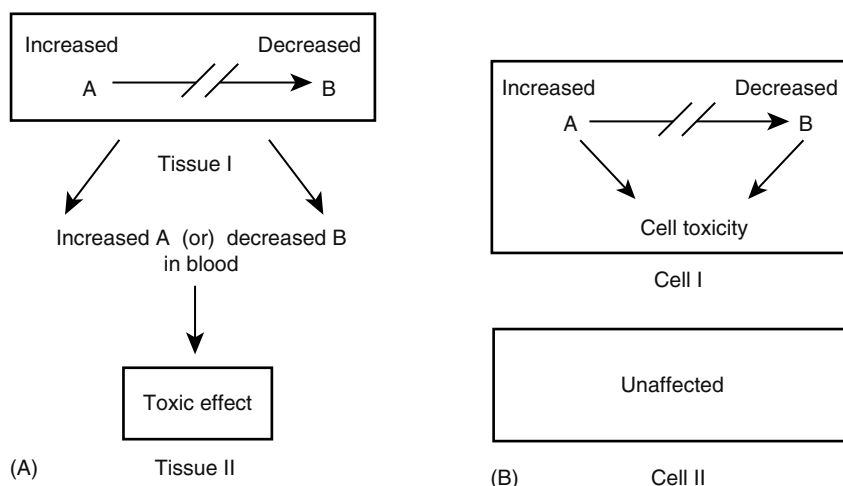 Increased Decreased
A B
Tissue I
Increased A (or) decreased B
in blood
Toxic effect
(A) Tissue II
Increased Decreased
A B
Cell toxicity
Cell I
Unaffected
(B) Cell II